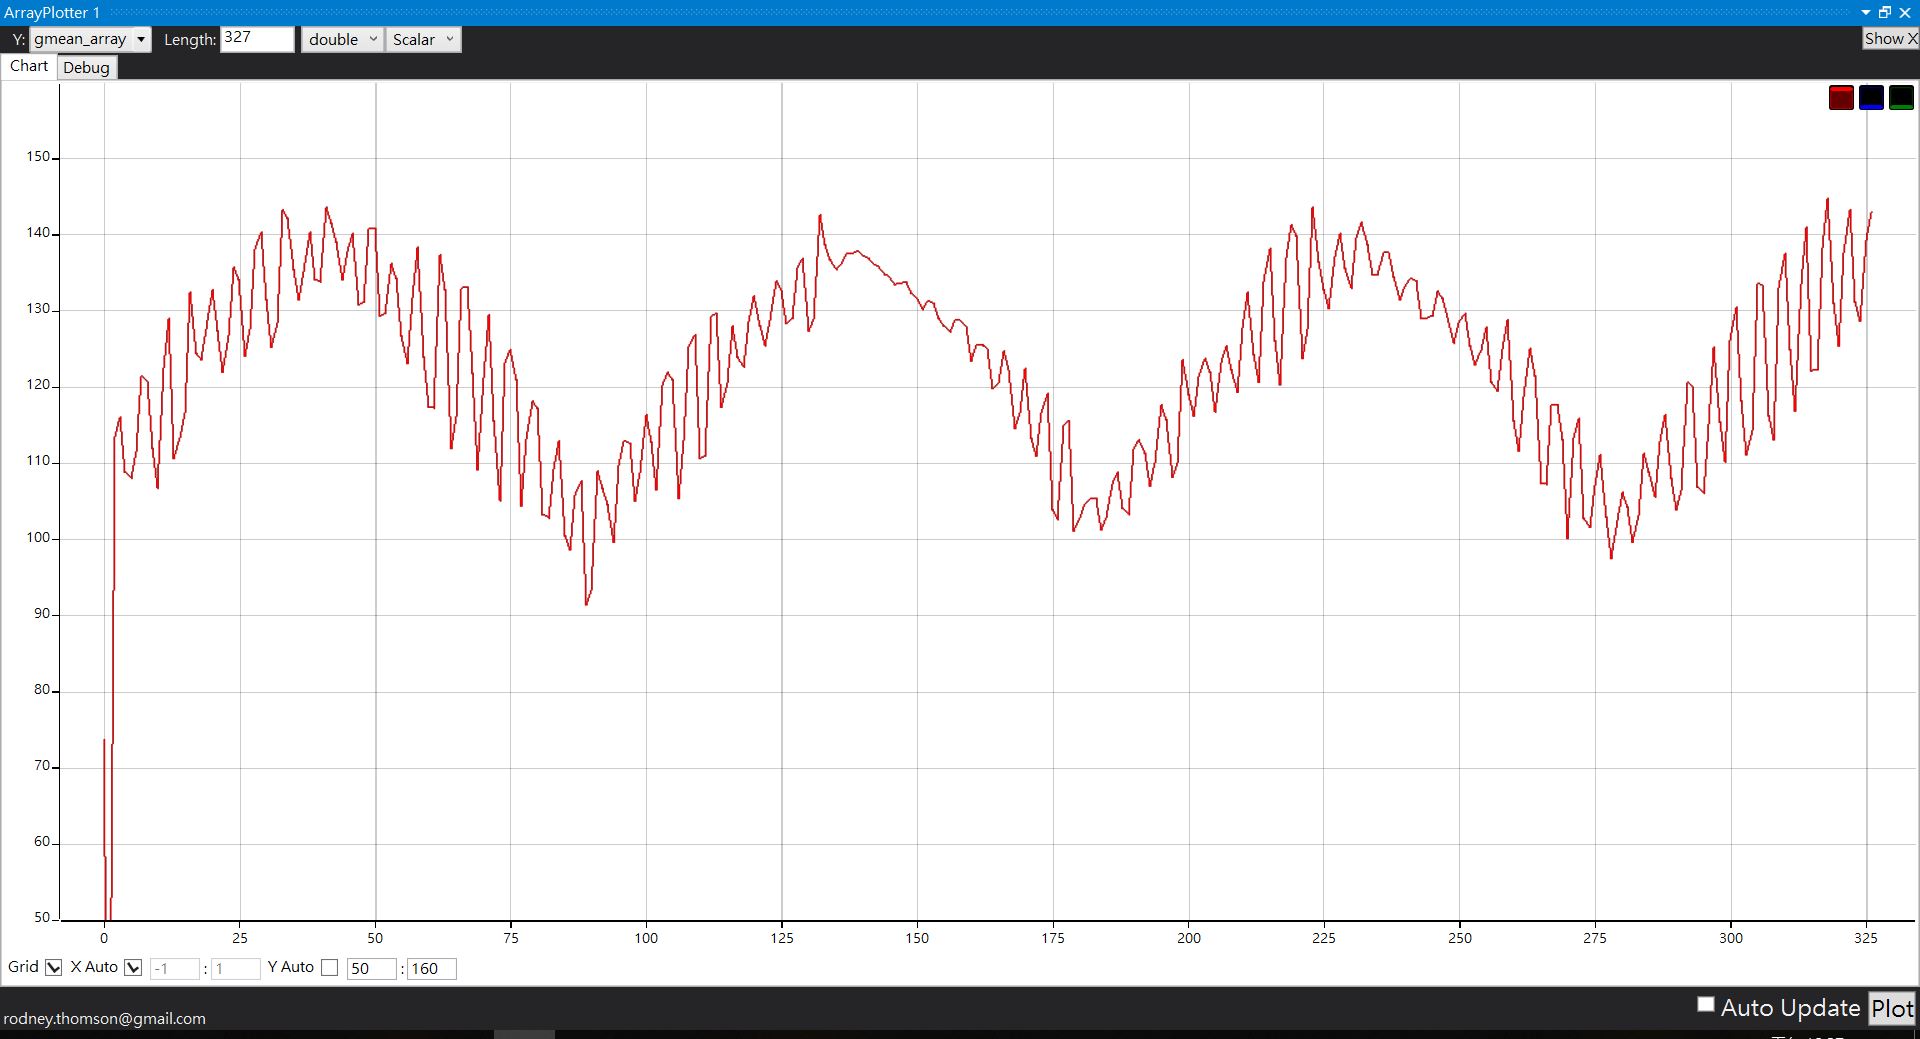 ArrayPlotter 1
Y: gmean_array Length: 327 double Scalar Show X
Chart Debug
150
140
130
120
110
100
90
80
70
60
50
0 25 50 75 100 125 150 175 200 225 250 275 300 325
Grid X Auto -1 : 1 Y Auto 50 : 160
Auto Update Plot
rodney.thomson@gmail.com